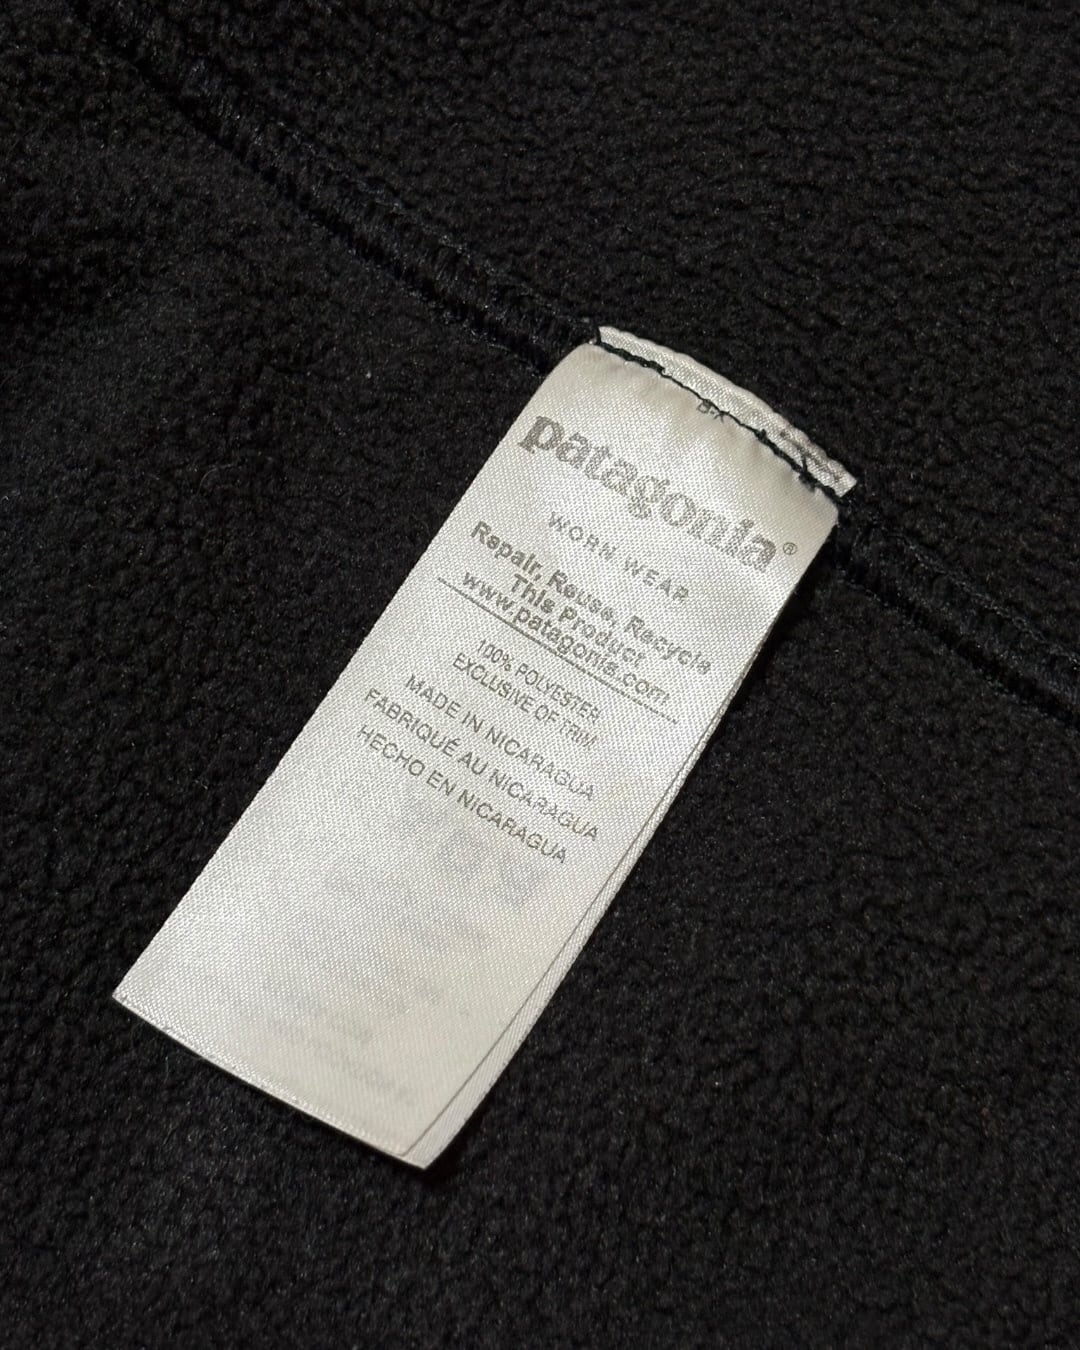 patagonia®
WORN WEAR
Repair, Reuse, Recycle
This Product
www.patagonia.com
100% POLYESTER
EXCLUSIVE OF TRIM
MADE IN NICARAGUA
FABRIQUÉ AU NICARAGUA
HECHO EN NICARAGUA